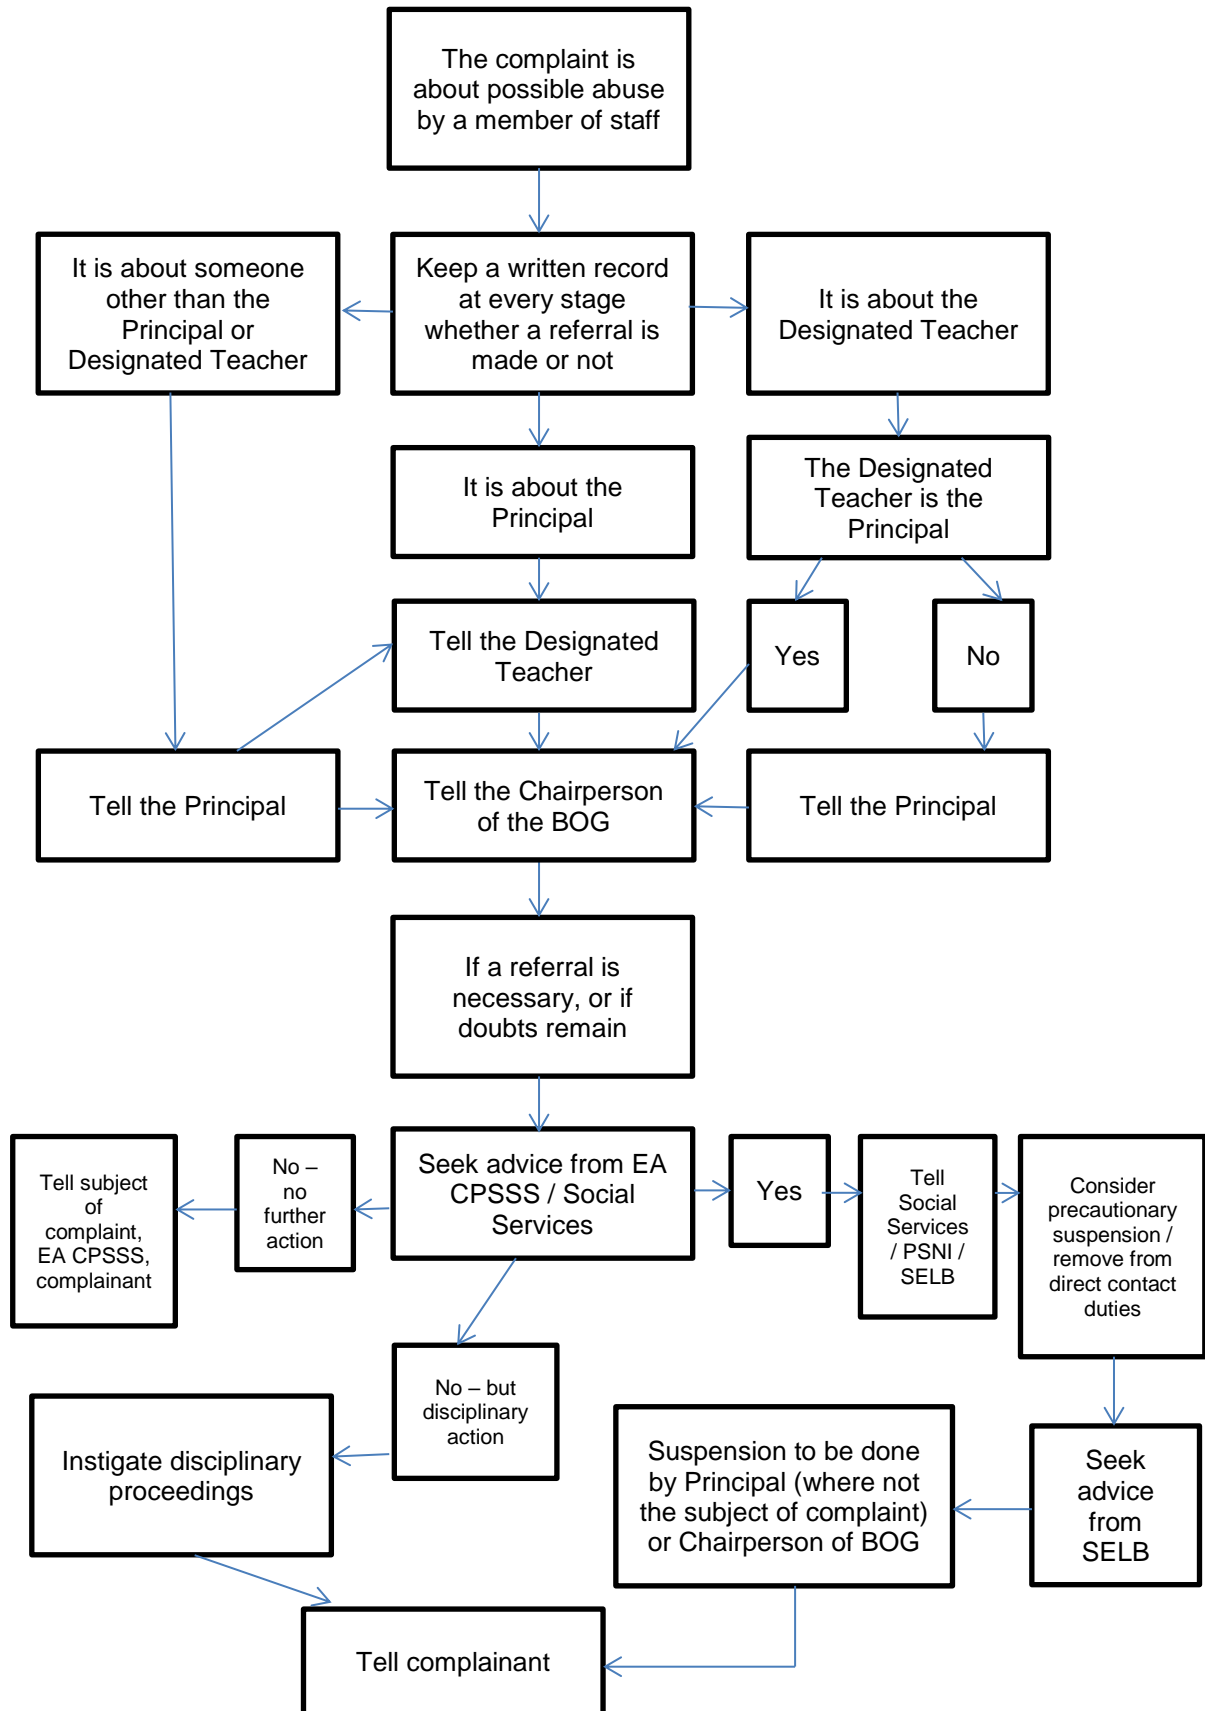 The complaint is
about possible abuse
by a member of staff
It is about someone
other than the
Principal or
Designated Teacher
Keep a written record
at every stage
whether a referral is
made or not
It is about the
Designated Teacher
It is about the
Principal
The Designated
Teacher is the
Principal
Tell the Designated
Teacher
Yes
No
Tell the Principal
Tell the Chairperson
of the BOG
Tell the Principal
If a referral is
necessary, or if
doubts remain
Tell subject
of
complaint,
EA CPSSS,
complainant
No –
no
further
action
Seek advice from EA
CPSSS / Social
Services
Yes
Tell
Social
Services
/ PSNI /
SELB
Consider
precautionary
suspension /
remove from
direct contact
duties
No – but
disciplinary
action
Instigate disciplinary
proceedings
Suspension to be done
by Principal (where not
the subject of complaint)
or Chairperson of BOG
Seek
advice
from
SELB
Tell complainant